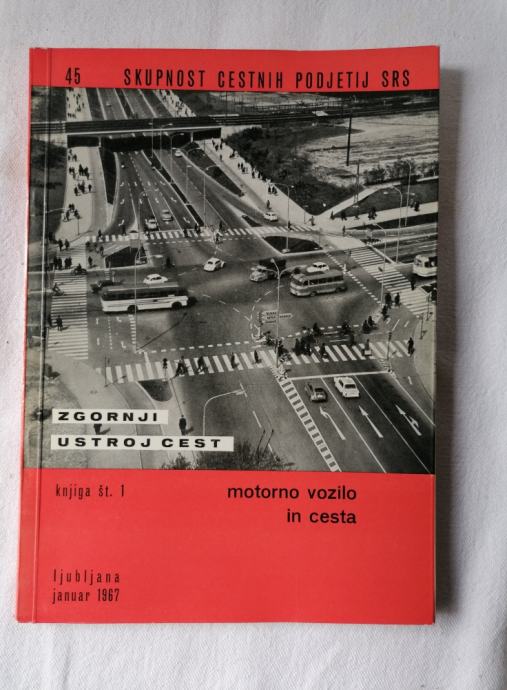 45 SKUPNOST CESTNIH PODJETIJ SRS
ZGORNJI
USTROJ CEST
knjiga št. 1
motorno vozilo
in cesta
ljubljana
januar 1967